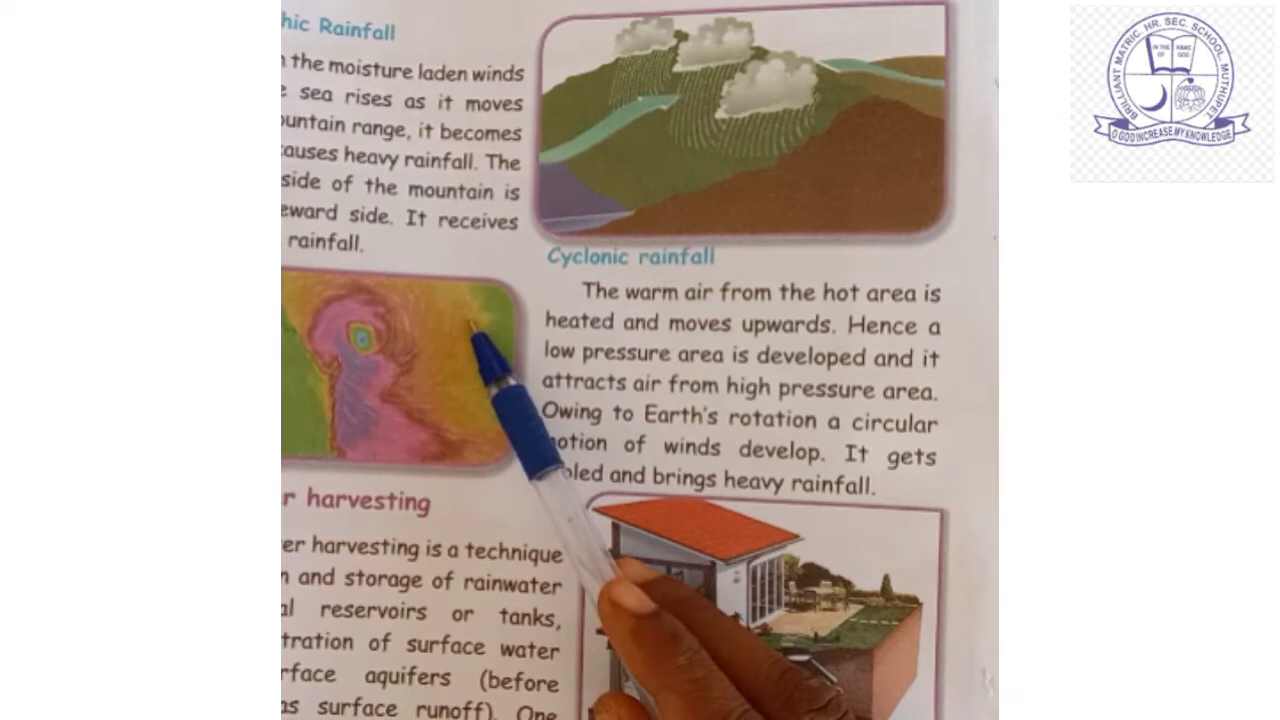 hic Rainfall
the moisture laden winds
sea rises as it moves
ountain range, it becomes
causes heavy rainfall. The
side of the mountain is
eward side. It receives
rainfall.
er harvesting
er harvesting is a technique
n and storage of rainwater
al reservoirs or tanks,
tration of surface water
rface aquifers (before
as surface runoff). One
Cyclonic rainfall
The warm air from the hot area is
heated and moves upwards. Hence a
low pressure area is developed and it
attracts air from high pressure area.
Owing to Earth's rotation a circular
otion of winds develop. It gets
oled and brings heavy rainfall.
BRILLIANT MATRIC. HR. SEC. SCHOOL, MUTHUPET.
IN THE NAME
OF GOD
O GOD INCREASE MY KNOWLEDGE